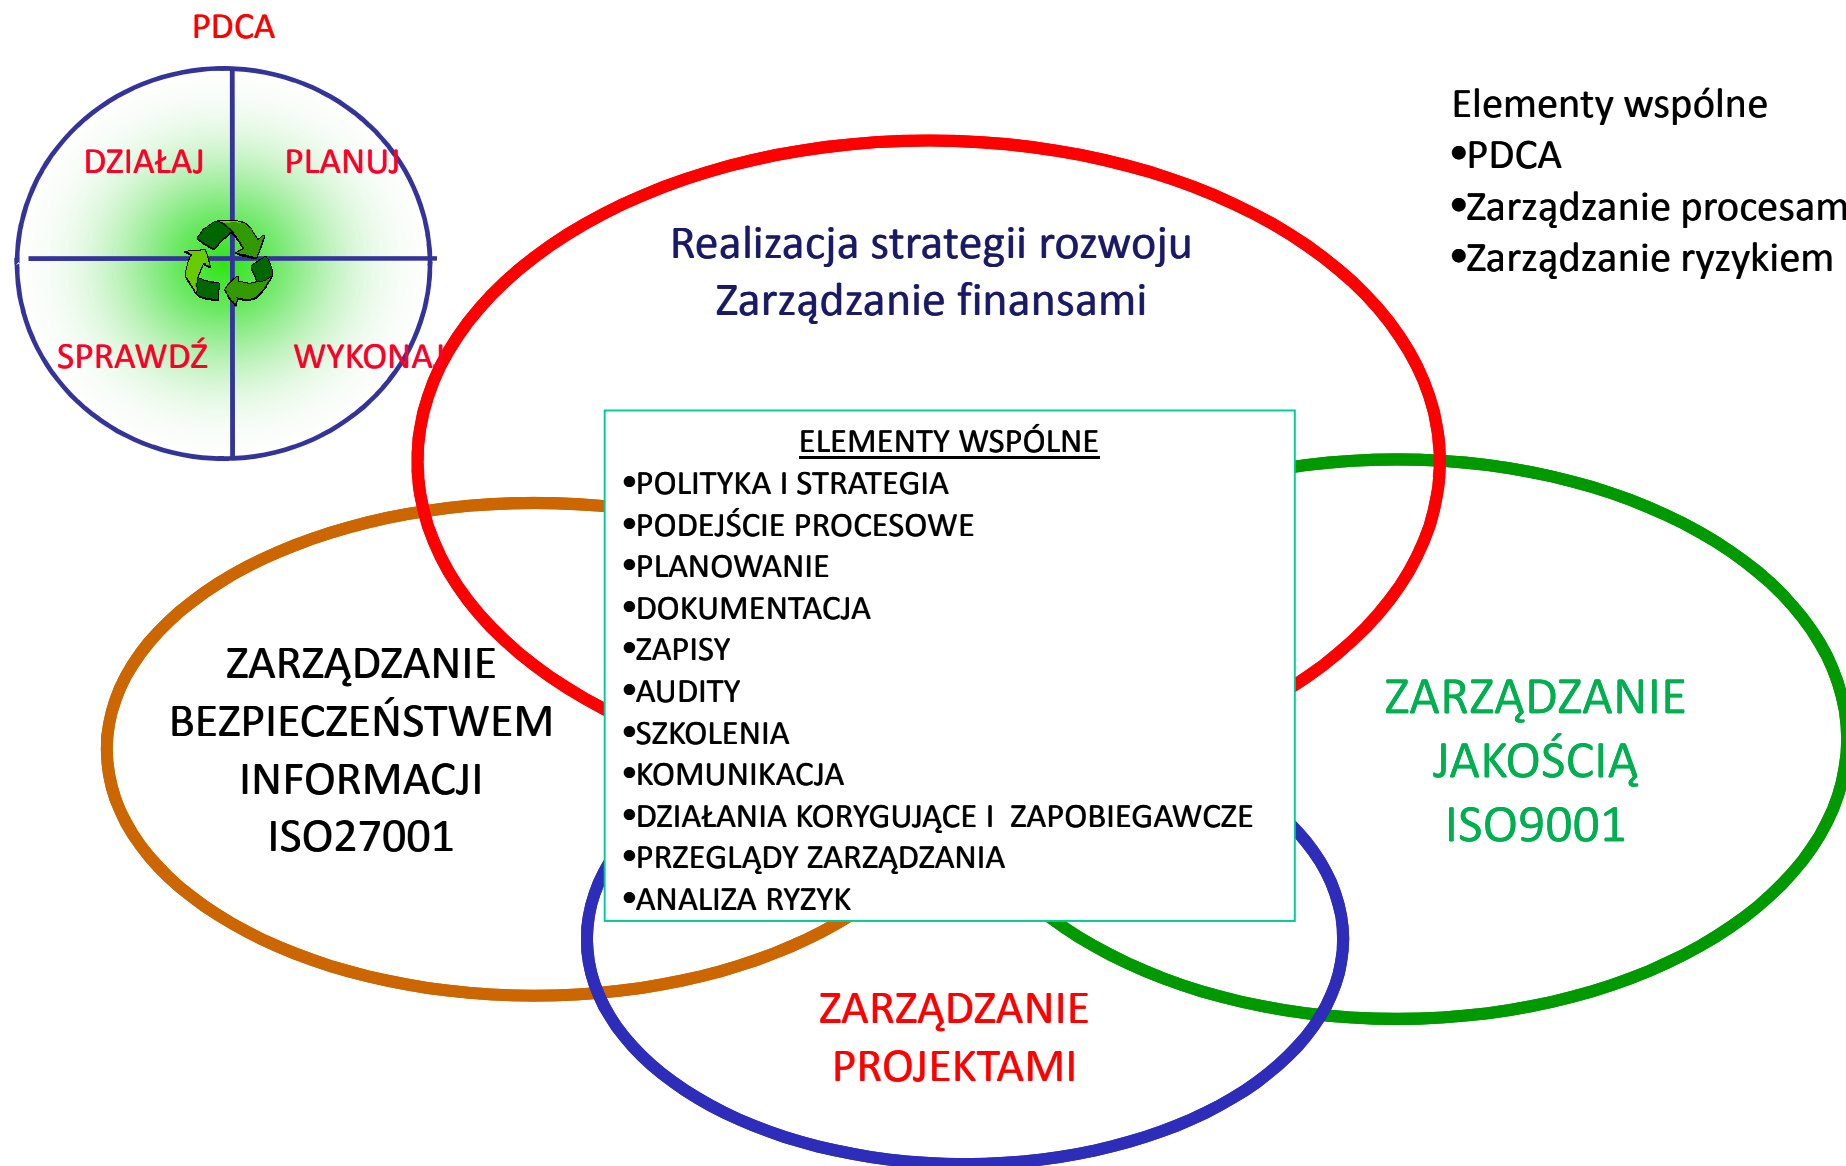 PDCA
DZIAŁAJ
PLANUJ
SPRAWDŹ
WYKONAJ
Elementy wspólne
•PDCA
•Zarządzanie procesam
•Zarządzanie ryzykiem
Realizacja strategii rozwoju
Zarządzanie finansami
ELEMENTY WSPÓLNE
•POLITYKA I STRATEGIA
•PODEJŚCIE PROCESOWE
•PLANOWANIE
•DOKUMENTACJA
•ZAPISY
•AUDITY
•SZKOLENIA
•KOMUNIKACJA
•DZIAŁANIA KORYGUJĄCE I  ZAPOBIEGAWCZE
•PRZEGLĄDY ZARZĄDZANIA
•ANALIZA RYZYK
ZARZĄDZANIE
BEZPIECZEŃSTWEM
INFORMACJI
ISO27001
ZARZĄDZANIE
JAKOŚCIĄ
ISO9001
ZARZĄDZANIE
PROJEKTAMI